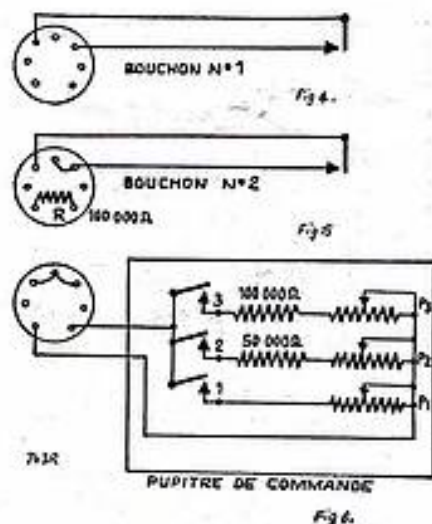 BOUCHON N°1
Fig 4.
BOUCHON N°2
R 100 000 Ω
Fig 5
3 100 000 Ω P3
2 50 000 Ω P2
1 P1
PUPITRE DE COMMANDE
Fig 6.